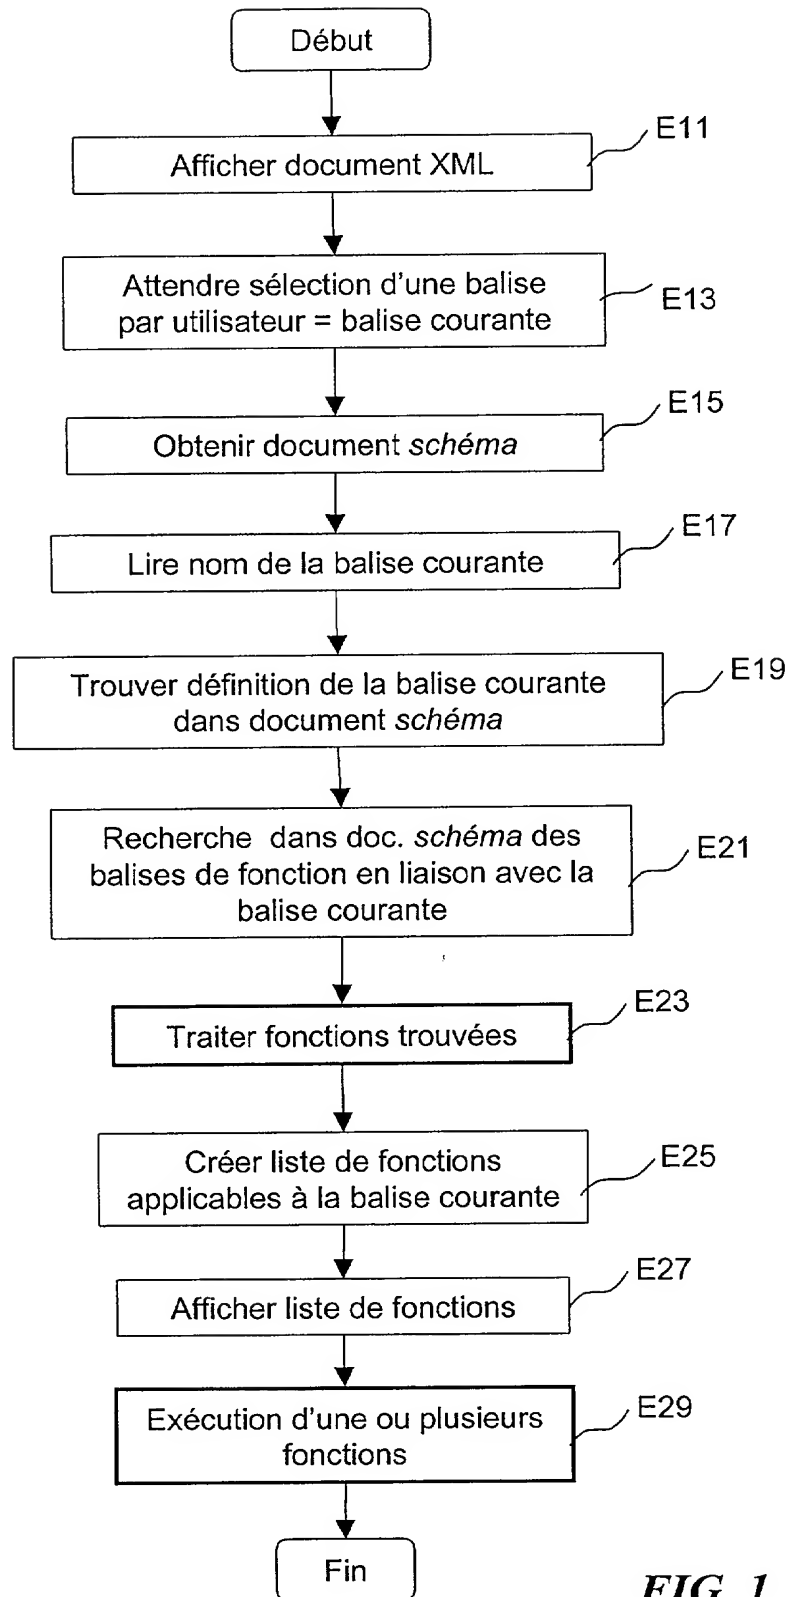 Début
E11
Afficher document XML
Attendre sélection d'une balise
par utilisateur = balise courante
E13
E15
Obtenir document schéma
E17
Lire nom de la balise courante
E19
Trouver définition de la balise courante
dans document schéma
Recherche dans doc. schéma des
balises de fonction en liaison avec la
balise courante
E21
E23
Traiter fonctions trouvées
Créer liste de fonctions
applicables à la balise courante
E25
E27
Afficher liste de fonctions
Exécution d'une ou plusieurs
fonctions
E29
Fin
FIG. 1